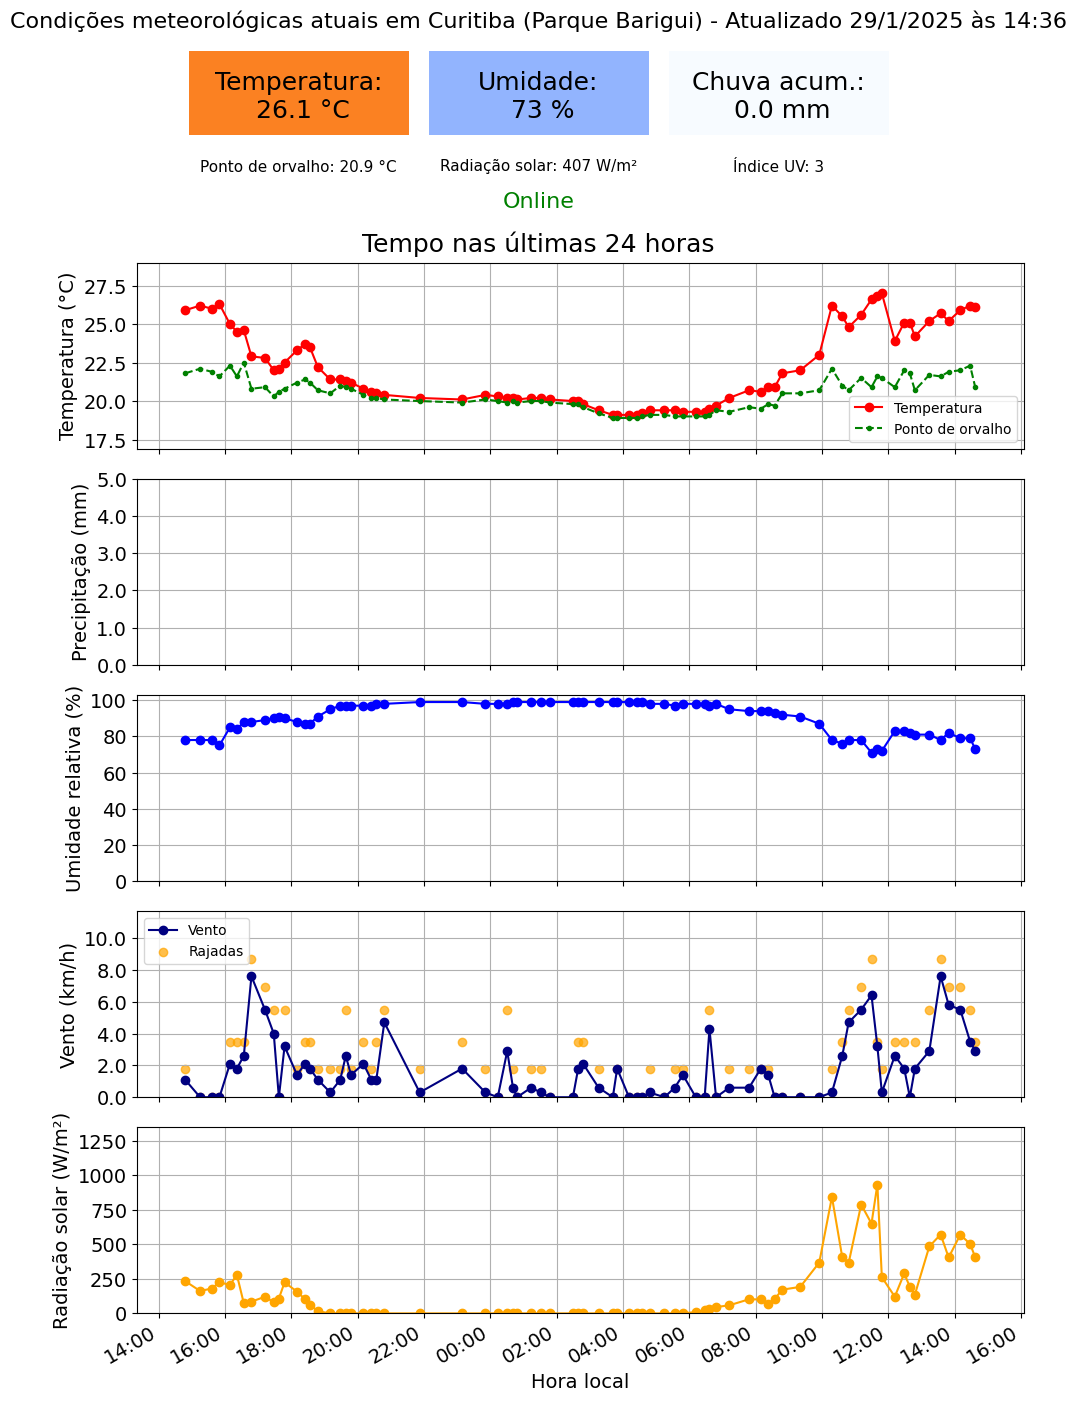 Condições meteorológicas atuais em Curitiba (Parque Barigui) - Atualizado 29/1/2025 às 14:36
Temperatura:
26.1 °C
Umidade:
73 %
Chuva acum.:
0.0 mm
Ponto de orvalho: 20.9 °C
Radiação solar: 407 W/m²
Índice UV: 3
Online
Tempo nas últimas 24 horas
Temperatura (°C)
27.5
25.0
22.5
20.0
17.5
Temperatura
Ponto de orvalho
Precipitação (mm)
5.0
4.0
3.0
2.0
1.0
0.0
Umidade relativa (%)
100
80
60
40
20
0
Vento (km/h)
10.0
8.0
6.0
4.0
2.0
0.0
Vento
Rajadas
Radiação solar (W/m²)
1250
1000
750
500
250
0
14:00
16:00
18:00
20:00
22:00
00:00
02:00
04:00
06:00
08:00
10:00
12:00
14:00
16:00
Hora local